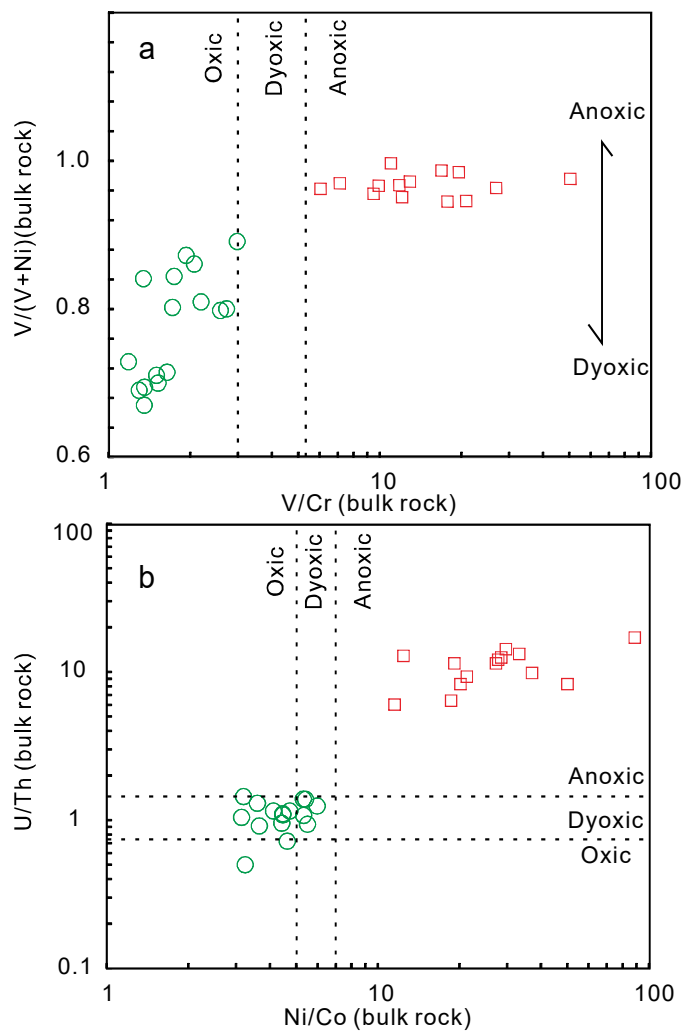 a
Oxic
Dyoxic
Anoxic
Anoxic
Dyoxic
V/(V+Ni)(bulk rock)
1.0
0.8
0.6
1
10
100
V/Cr (bulk rock)
b
Oxic
Dyoxic
Anoxic
Anoxic
Dyoxic
Oxic
U/Th (bulk rock)
100
10
1
0.1
1
10
100
Ni/Co (bulk rock)